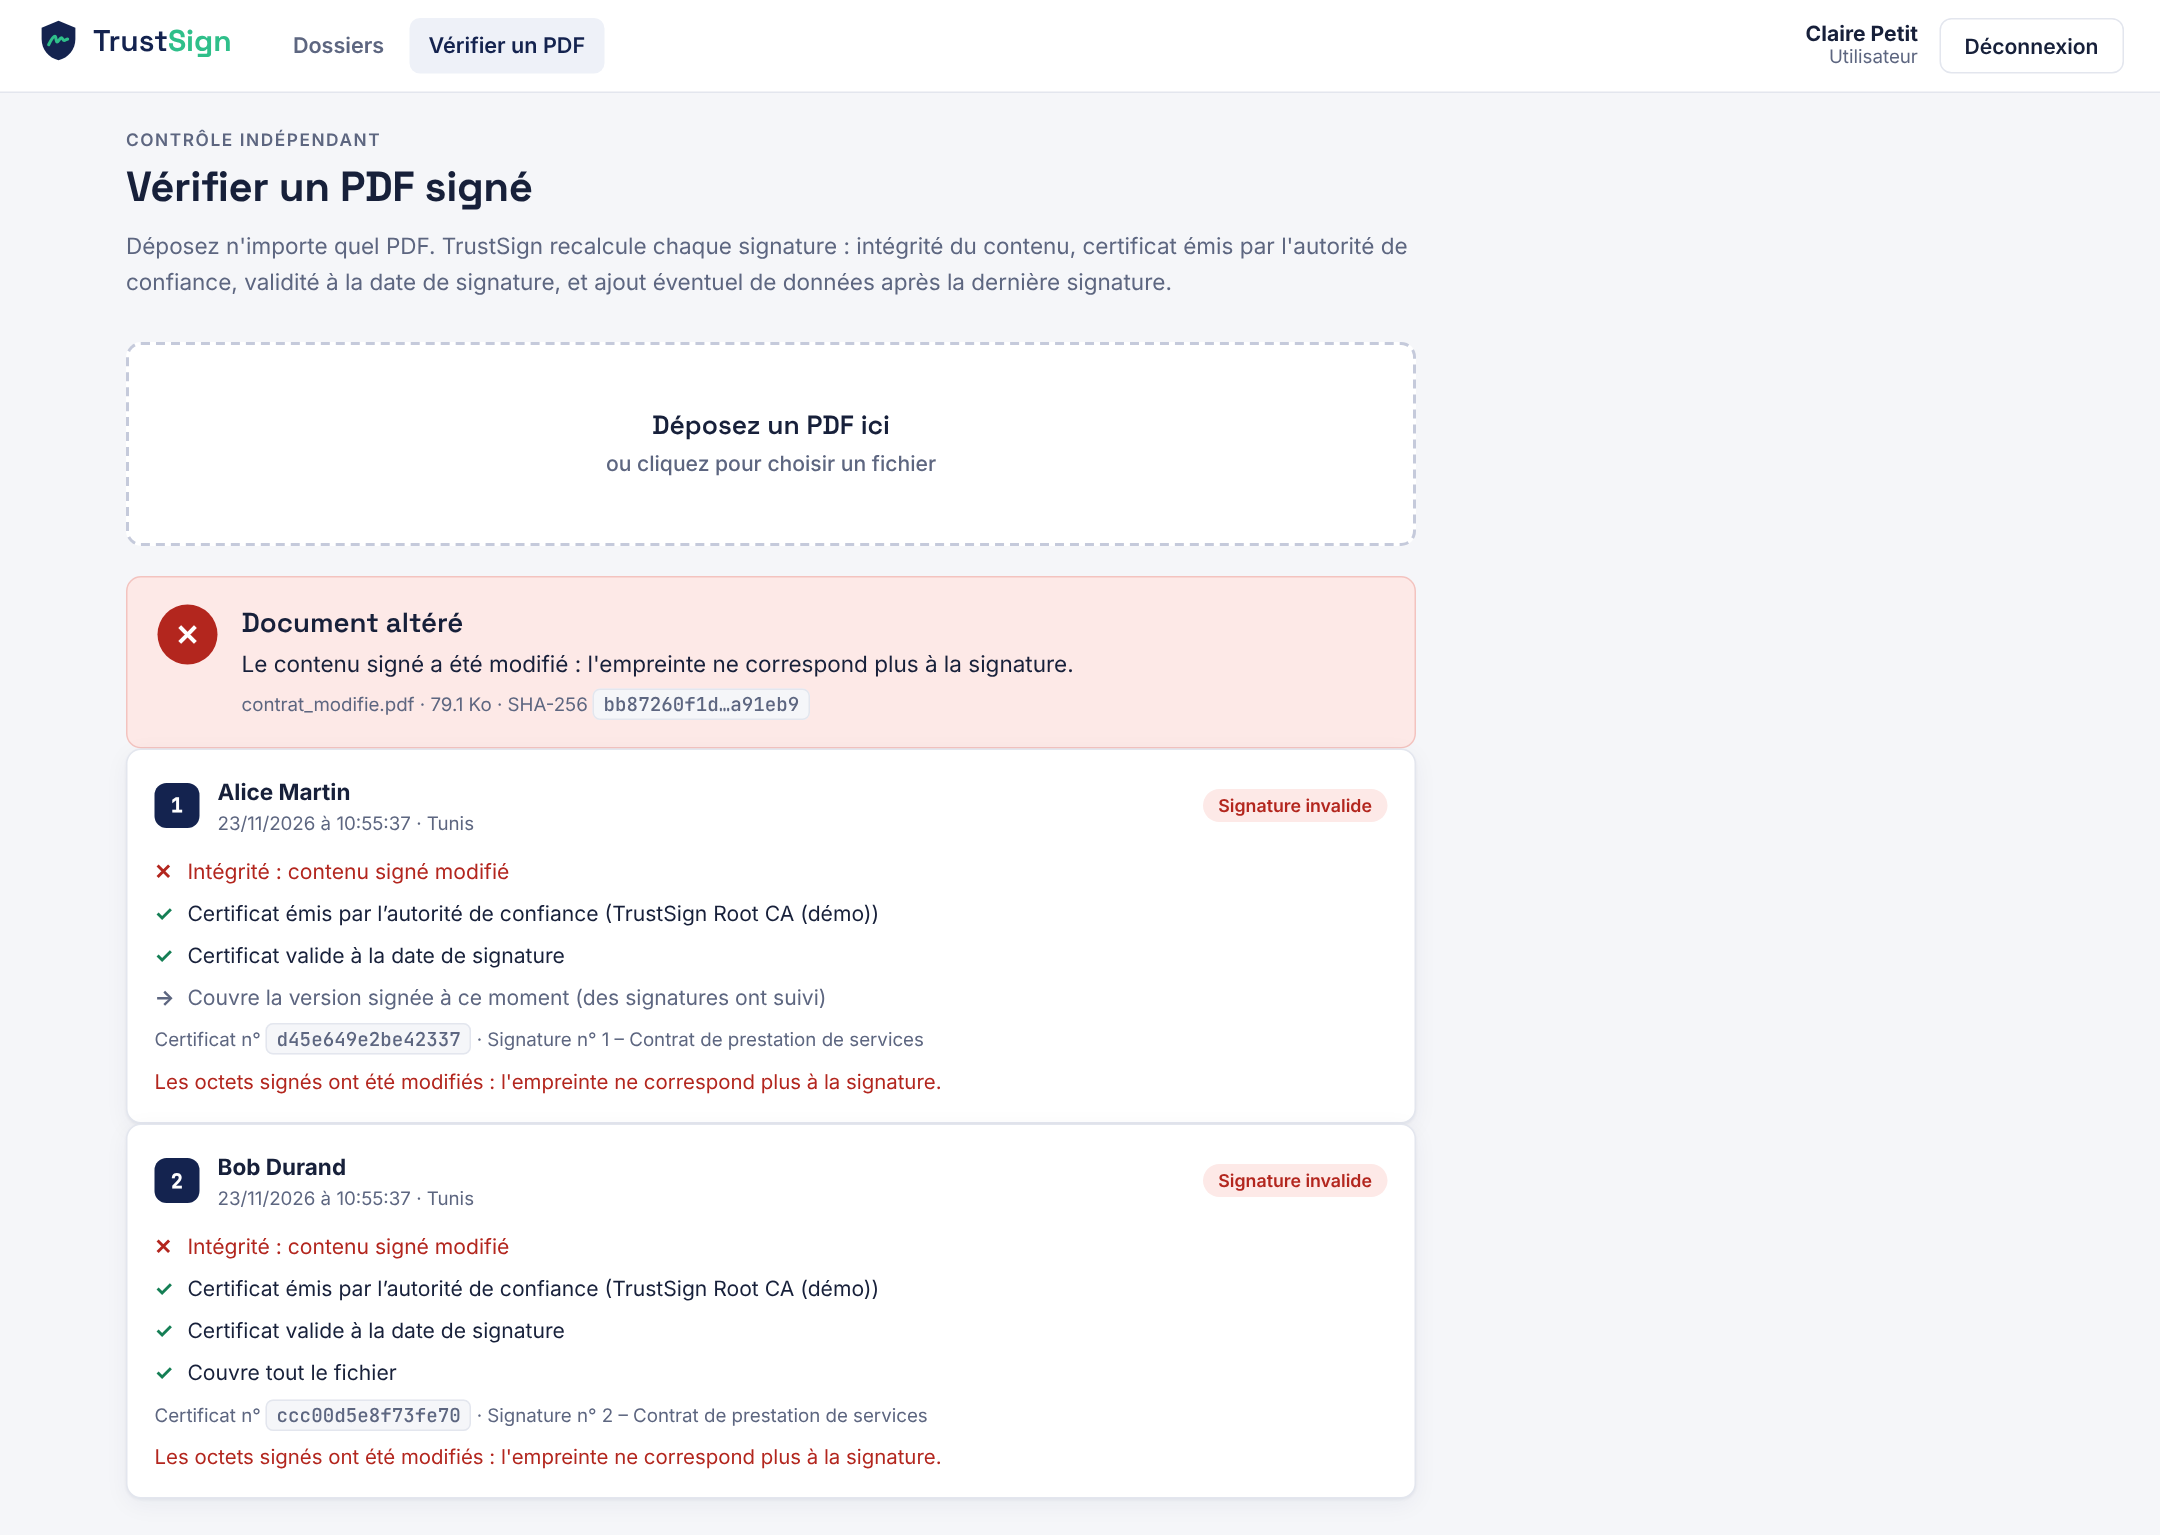 TrustSign
Dossiers
Vérifier un PDF
Claire Petit
Utilisateur
Déconnexion
CONTRÔLE INDÉPENDANT
Vérifier un PDF signé
Déposez n'importe quel PDF. TrustSign recalcule chaque signature : intégrité du contenu, certificat émis par l'autorité de
confiance, validité à la date de signature, et ajout éventuel de données après la dernière signature.
Déposez un PDF ici
ou cliquez pour choisir un fichier
Document altéré
Le contenu signé a été modifié : l'empreinte ne correspond plus à la signature.
contrat_modifie.pdf · 79.1 Ko · SHA-256 bb87260f1d…a91eb9
1
Alice Martin
23/11/2026 à 10:55:37 · Tunis
Signature invalide
✕ Intégrité : contenu signé modifié
✓ Certificat émis par l’autorité de confiance (TrustSign Root CA (démo))
✓ Certificat valide à la date de signature
→ Couvre la version signée à ce moment (des signatures ont suivi)
Certificat n° d45e649e2be42337 · Signature n° 1 – Contrat de prestation de services
Les octets signés ont été modifiés : l'empreinte ne correspond plus à la signature.
2
Bob Durand
23/11/2026 à 10:55:37 · Tunis
Signature invalide
✕ Intégrité : contenu signé modifié
✓ Certificat émis par l’autorité de confiance (TrustSign Root CA (démo))
✓ Certificat valide à la date de signature
✓ Couvre tout le fichier
Certificat n° ccc00d5e8f73fe70 · Signature n° 2 – Contrat de prestation de services
Les octets signés ont été modifiés : l'empreinte ne correspond plus à la signature.